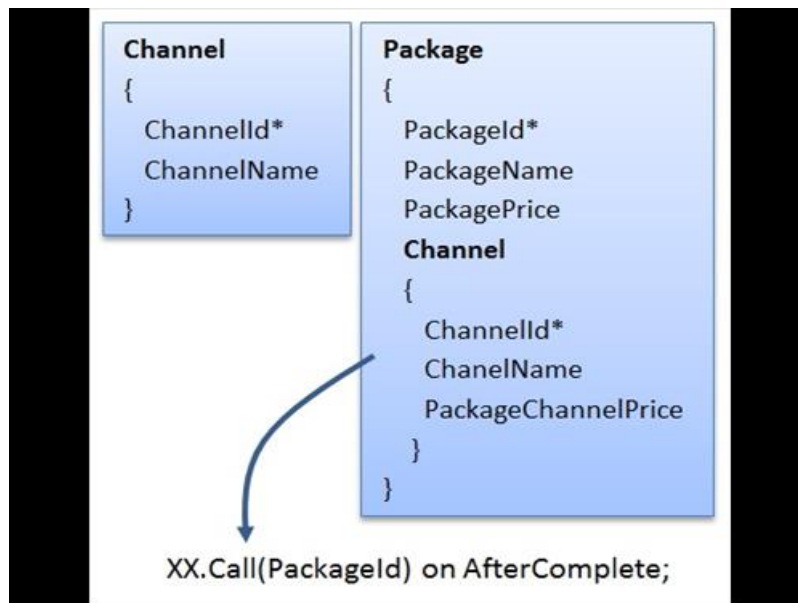 Channel
{
ChannelId*
ChannelName
}
Package
{
PackageId*
PackageName
PackagePrice
Channel
{
ChannelId*
ChanelName
PackageChannelPrice
}
}
XX.Call(PackageId) on AfterComplete;